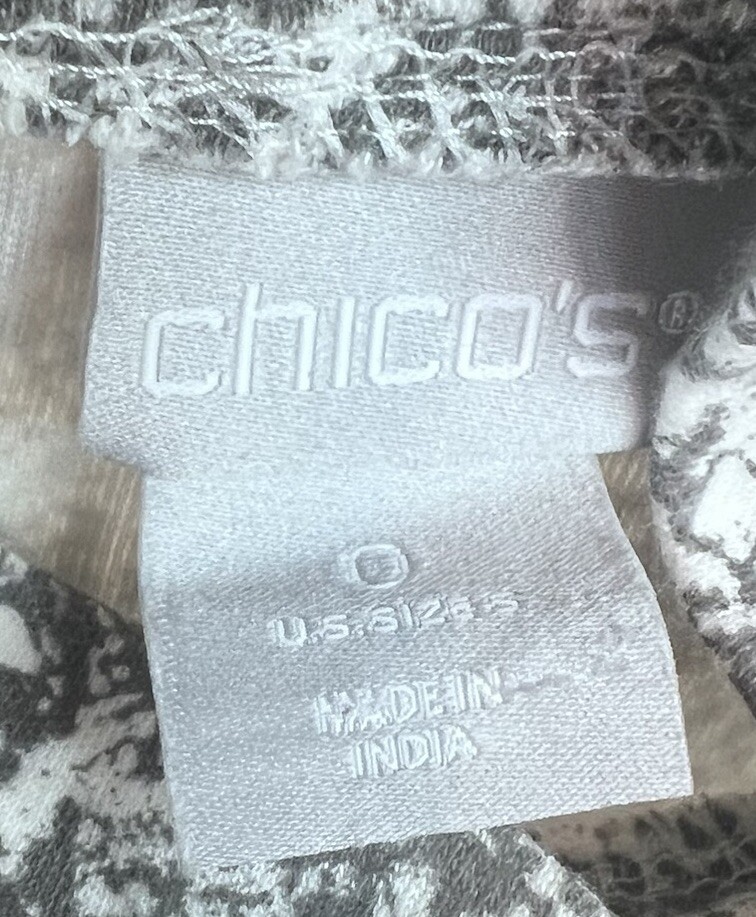 chico's®
0
U.S. SIZE S
MADE IN
INDIA